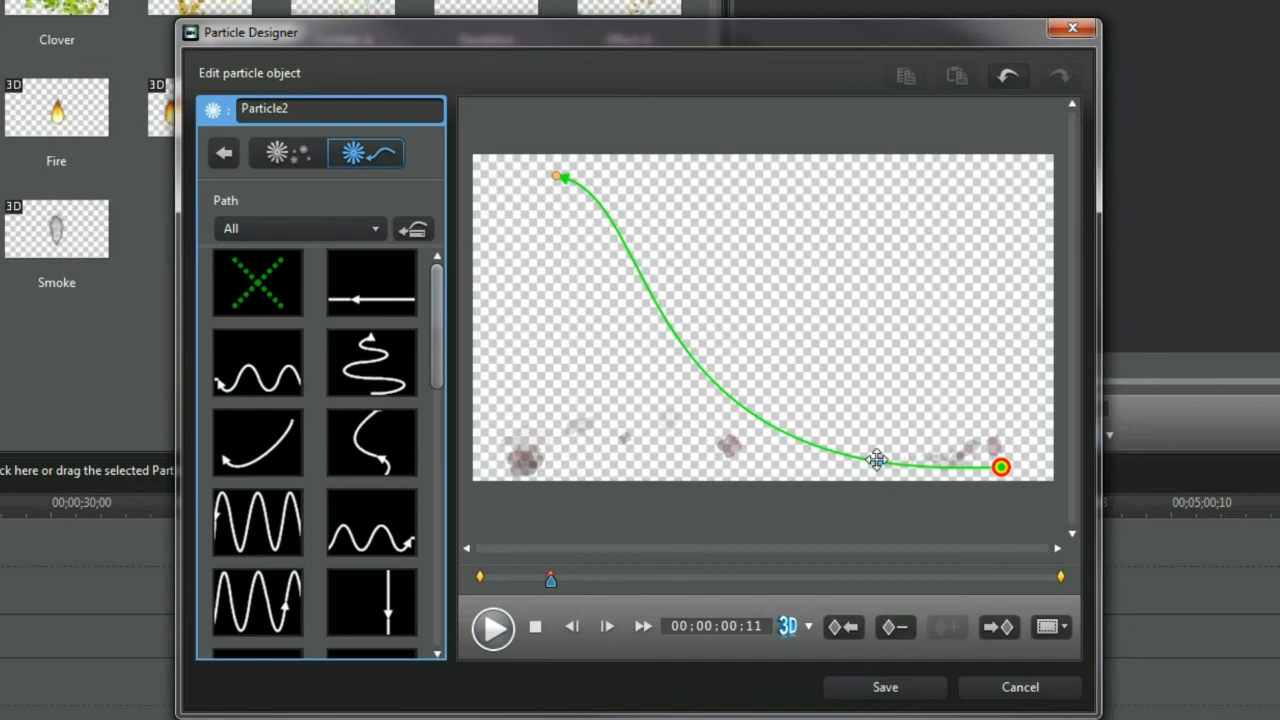 Clover
3D
3D
Fire
3D
Smoke
Particle Designer
Edit particle object
Particle2
Path
All
00;00;00;11
3D
Save
Cancel
ck here or drag the selected Part
00;00;30;00
00;05;00;10